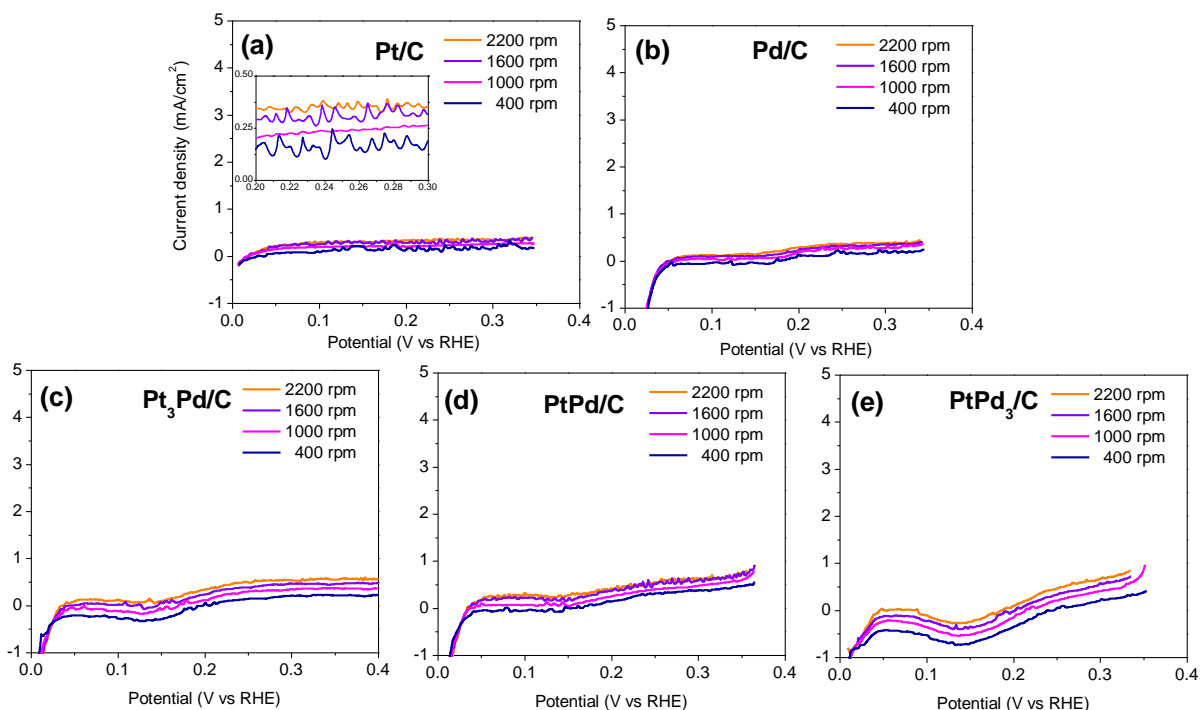 (a) Pt/C
2200 rpm
1600 rpm
1000 rpm
400 rpm
Current density (mA/cm²)
5
4
3
2
1
0
-1
0.50
0.25
0.00
0.20 0.22 0.24 0.26 0.28 0.30
0.0 0.1 0.2 0.3 0.4
Potential (V vs RHE)
(b) Pd/C
2200 rpm
1600 rpm
1000 rpm
400 rpm
5
4
3
2
1
0
-1
0.0 0.1 0.2 0.3 0.4
Potential (V vs RHE)
(c) Pt₃Pd/C
2200 rpm
1600 rpm
1000 rpm
400 rpm
5
4
3
2
1
0
-1
0.0 0.1 0.2 0.3 0.4
Potential (V vs RHE)
(d) PtPd/C
2200 rpm
1600 rpm
1000 rpm
400 rpm
5
4
3
2
1
0
-1
0.0 0.1 0.2 0.3 0.4
Potential (V vs RHE)
(e) PtPd₃/C
2200 rpm
1600 rpm
1000 rpm
400 rpm
5
4
3
2
1
0
-1
0.0 0.1 0.2 0.3 0.4
Potential (V vs RHE)